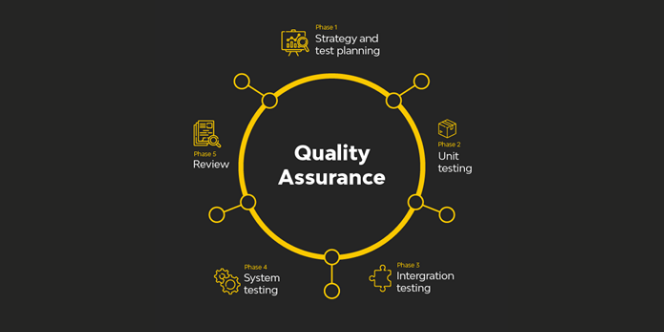 Phase 1
Strategy and
test planning
Quality
Assurance
Phase 2
Unit
testing
Phase 3
Intergration
testing
Phase 4
System
testing
Phase 5
Review